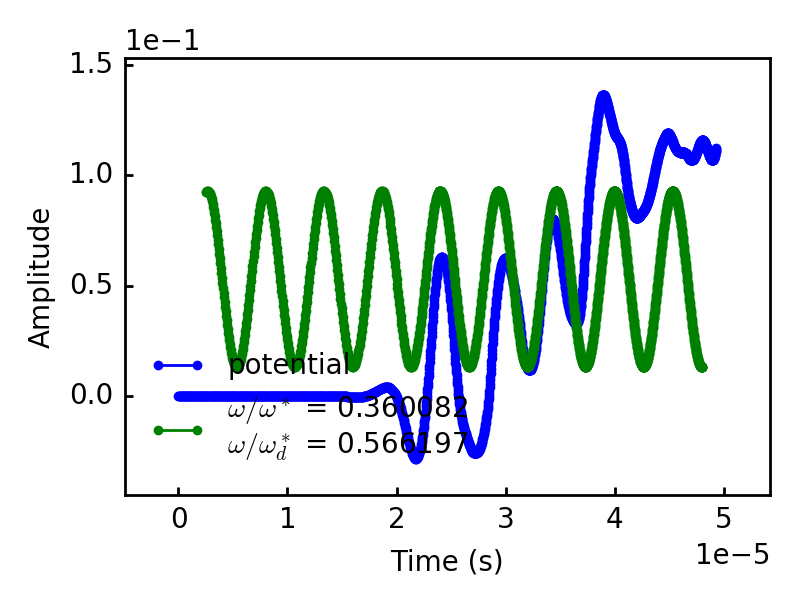 1e−1
1.5
1.0
0.5
0.0
Amplitude
potential
ω/ω* = 0.360082
ω/ω*d = 0.566197
0 1 2 3 4 5
1e−5
Time (s)